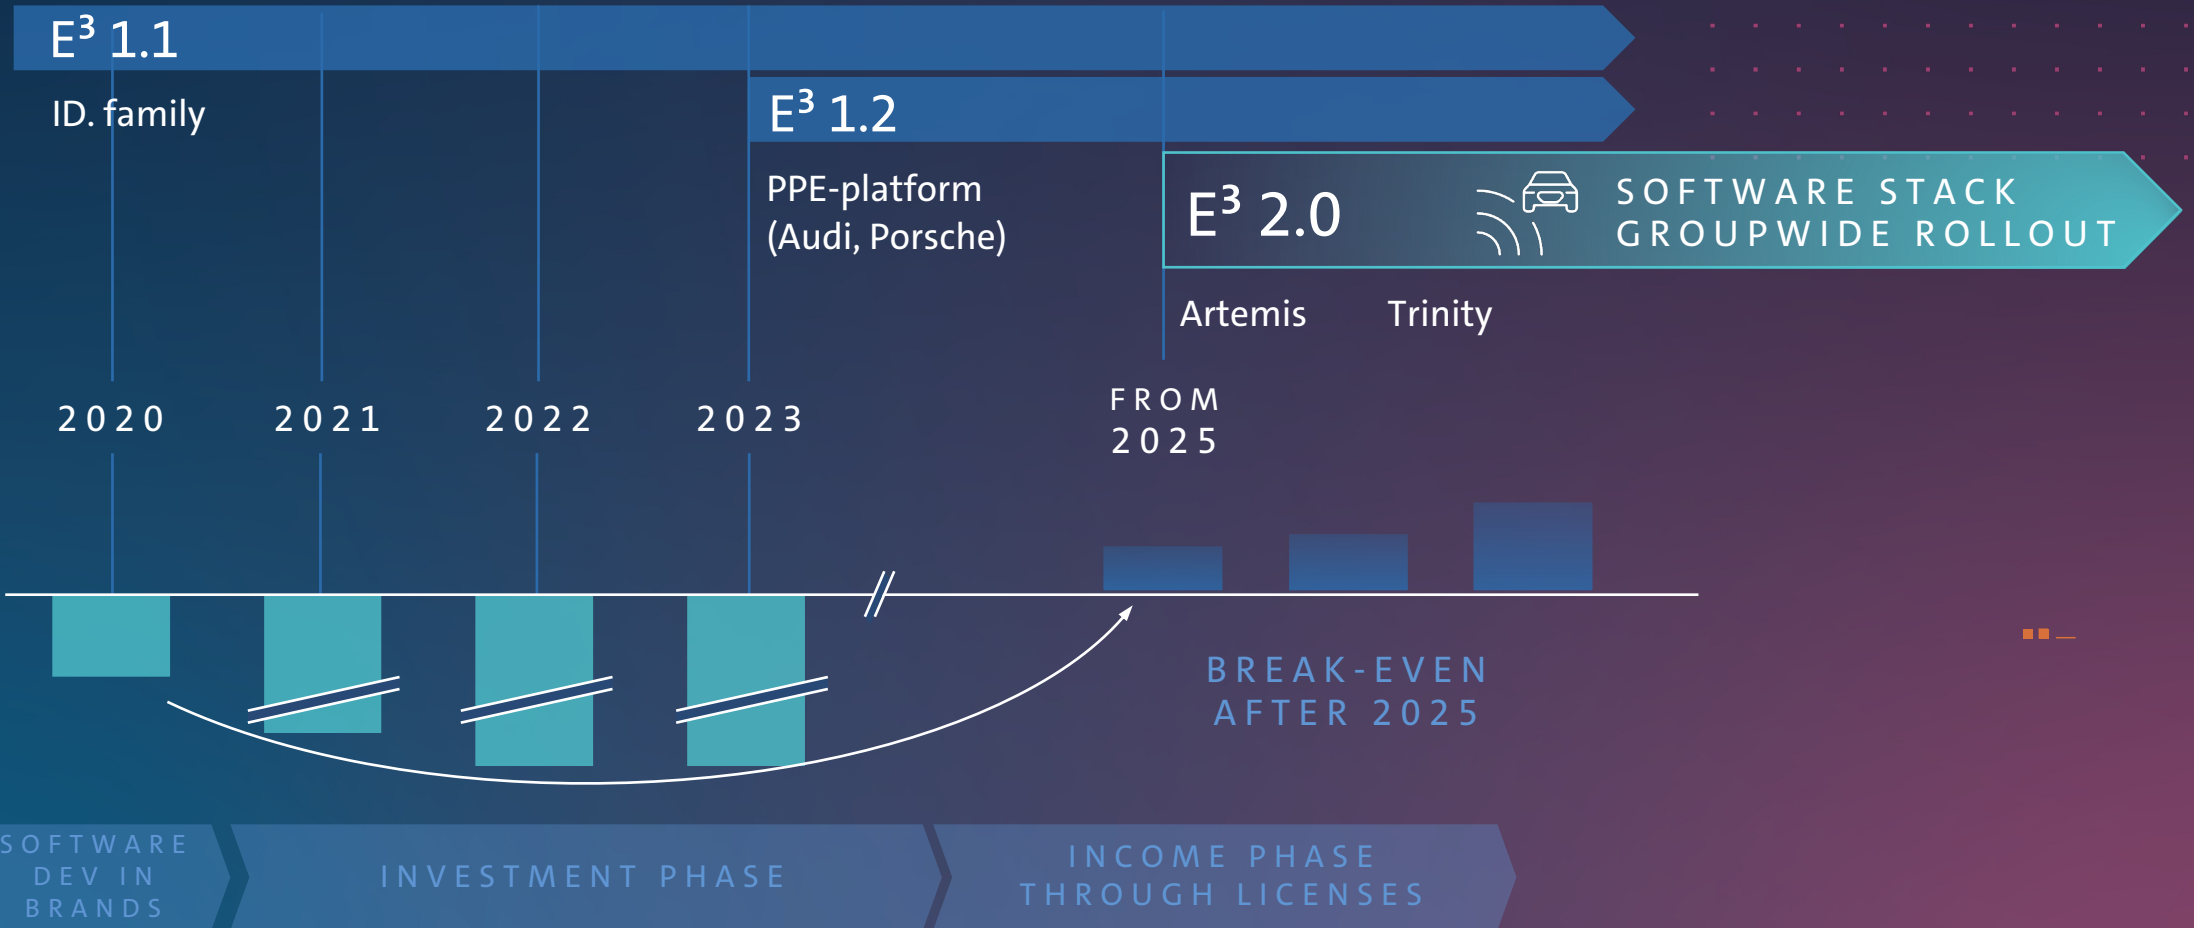 E³ 1.1
ID. family
E³ 1.2
PPE-platform
(Audi, Porsche)
E³ 2.0
SOFTWARE STACK
GROUPWIDE ROLLOUT
Artemis
Trinity
2020
2021
2022
2023
FROM
2025
BREAK-EVEN
AFTER 2025
SOFTWARE
DEV IN
BRANDS
INVESTMENT PHASE
INCOME PHASE
THROUGH LICENSES